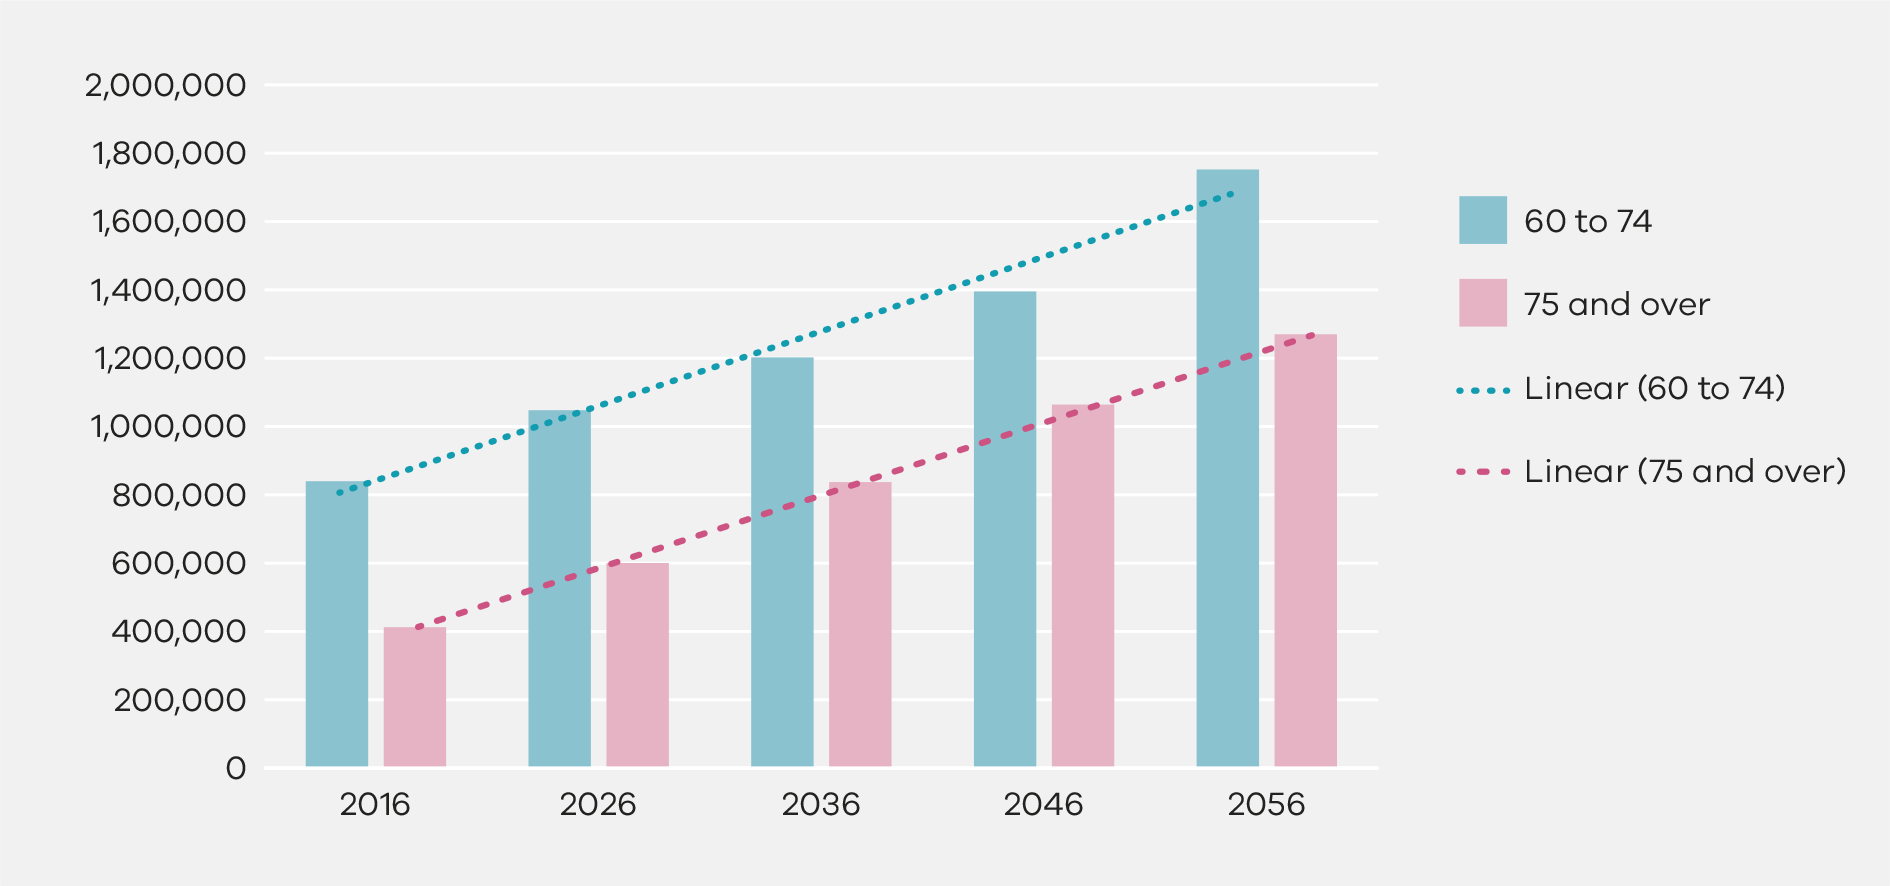 2,000,000
1,800,000
1,600,000
1,400,000
1,200,000
1,000,000
800,000
600,000
400,000
200,000
0
2016 2026 2036 2046 2056
60 to 74
75 and over
Linear (60 to 74)
Linear (75 and over)